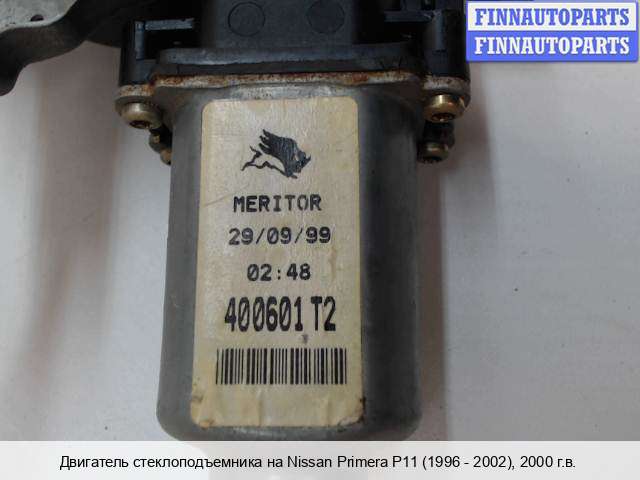 FINNAUTOPARTS
FINNAUTOPARTS
MERITOR
29/09/99
02:48
400601 T2
Двигатель стеклоподъемника на Nissan Primera P11 (1996 - 2002), 2000 г.в.